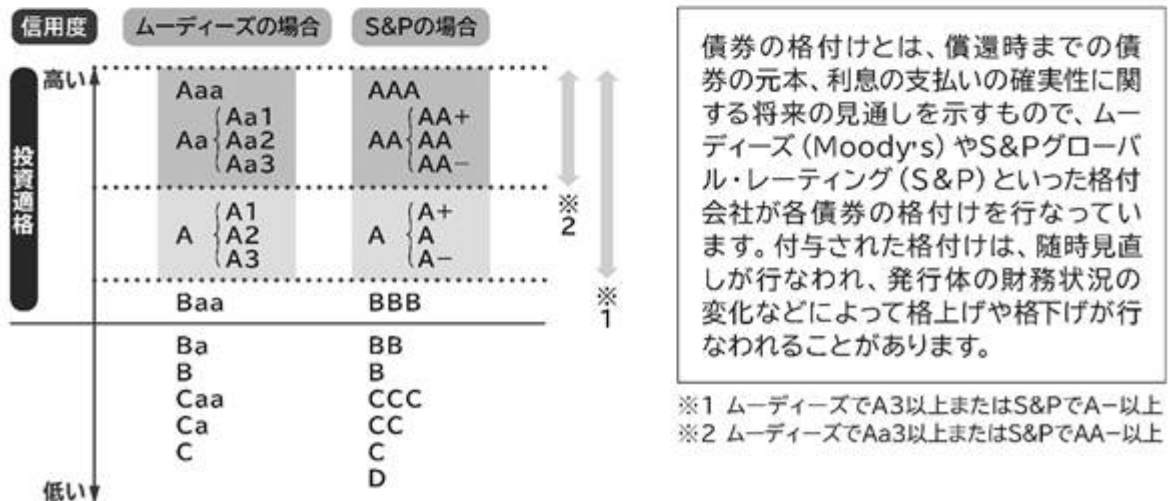 信用度 ムーディーズの場合 S&Pの場合
高い
投資適格
Aaa AAA
Aa1 AA+
Aa Aa2 AA AA
Aa3 AA−
A1 A+
A A2 A A
A3 A−
Baa BBB
Ba BB
B B
Caa CCC
Ca CC
C C
D
低い
※2
※1
債券の格付けとは、償還時までの債
券の元本、利息の支払いの確実性に関
する将来の見通しを示すもので、ムー
ディーズ（Moody's）やS&Pグローバ
ル・レーティング（S&P）といった格付
会社が各債券の格付けを行なってい
ます。付与された格付けは、随時見直
しが行なわれ、発行体の財務状況の
変化などによって格上げや格下げが行
なわれることがあります。
※1 ムーディーズでA3以上またはS&PでA−以上
※2 ムーディーズでAa3以上またはS&PでAA−以上